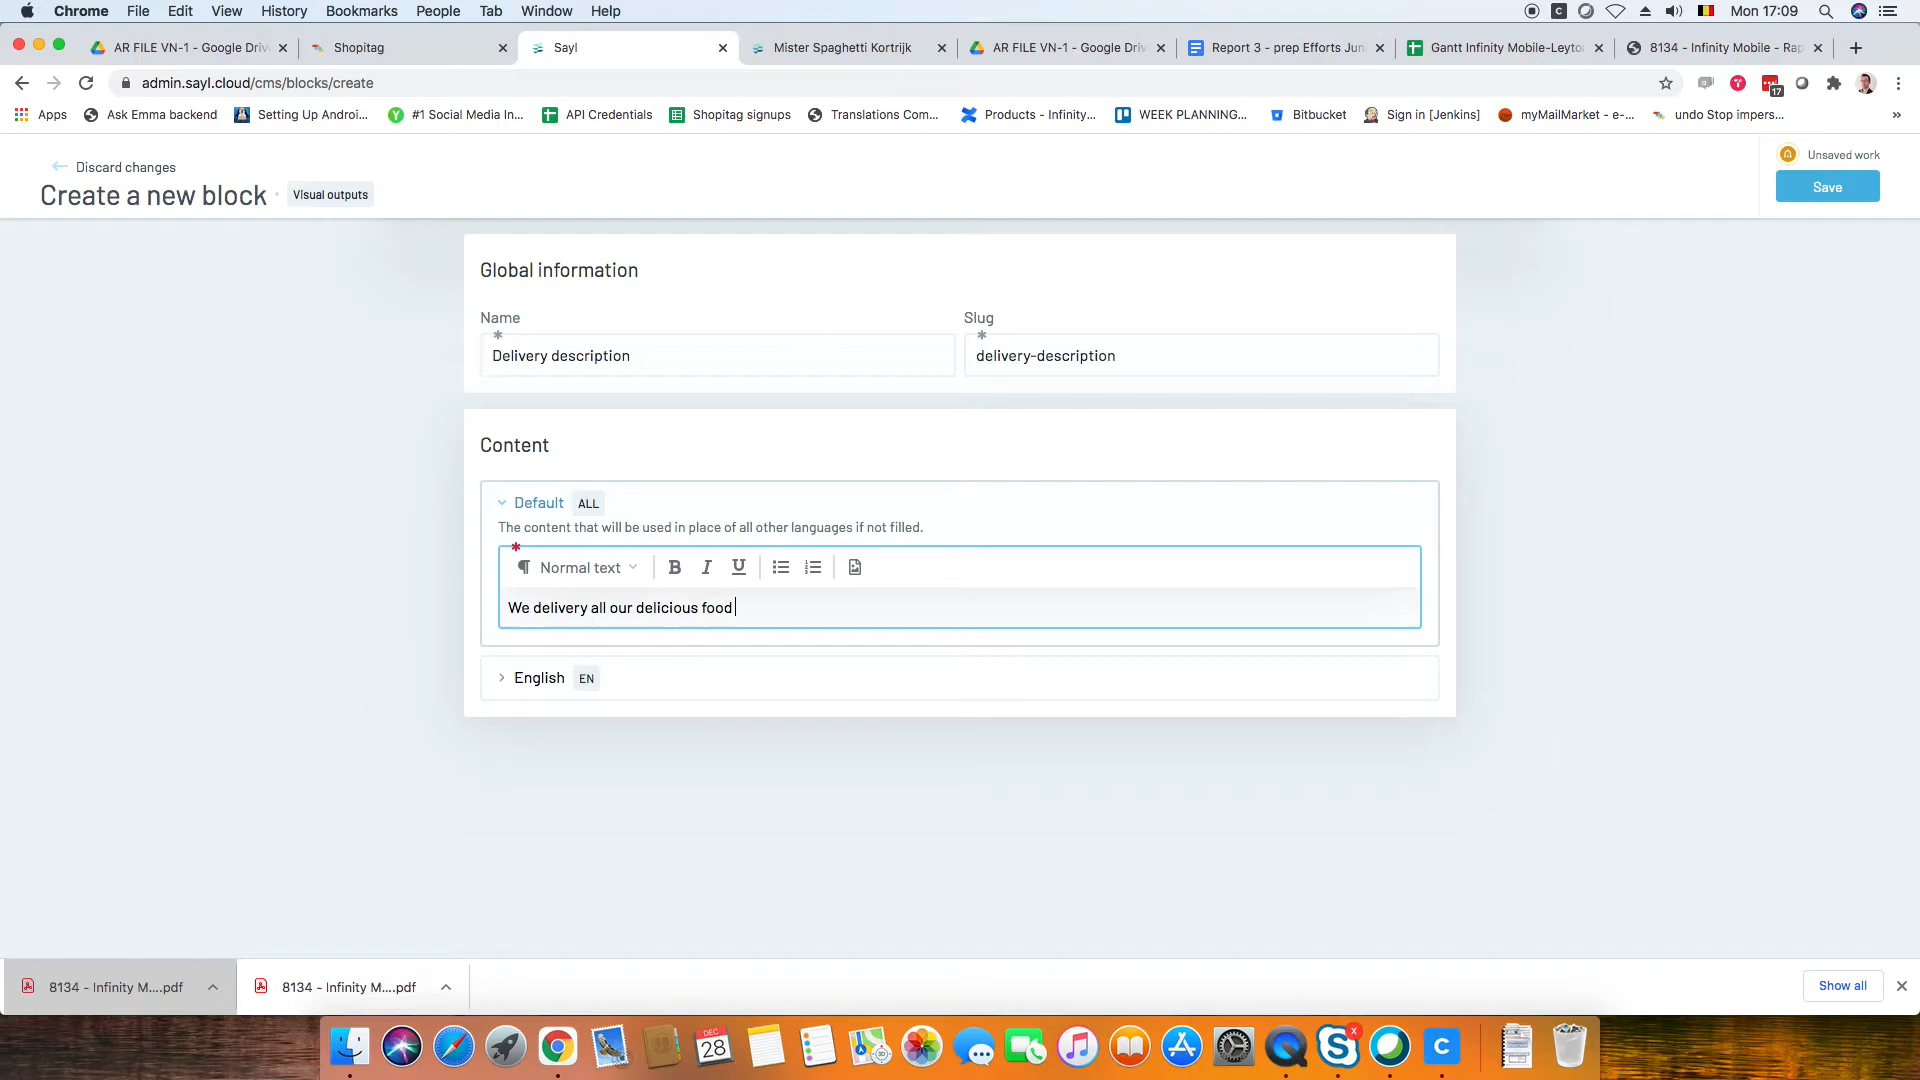 Chrome File Edit View History Bookmarks People Tab Window Help
Mon 17:09
AR FILE VN-1 - Google Driv
Shopitag
Sayl
Mister Spaghetti Kortrijk
AR FILE VN-1 - Google Driv
Report 3 - prep Efforts Jun
Gantt Infinity Mobile-Leyto
8134 - Infinity Mobile - Rap
admin.sayl.cloud/cms/blocks/create
17
Apps
Ask Emma backend
Setting Up Androi...
#1 Social Media In...
API Credentials
Shopitag signups
Translations Com...
Products - Infinity...
WEEK PLANNING...
Bitbucket
Sign in [Jenkins]
myMailMarket - e-...
undo Stop impers...
»
Discard changes
Create a new block
Visual outputs
Unsaved work
Save
Global information
Name
Slug
*
*
Delivery description
delivery-description
Content
Default ALL
The content that will be used in place of all other languages if not filled.
*
Normal text B I U
We delivery all our delicious food
English EN
8134 - Infinity M....pdf
8134 - Infinity M....pdf
Show all
DEC
28
C